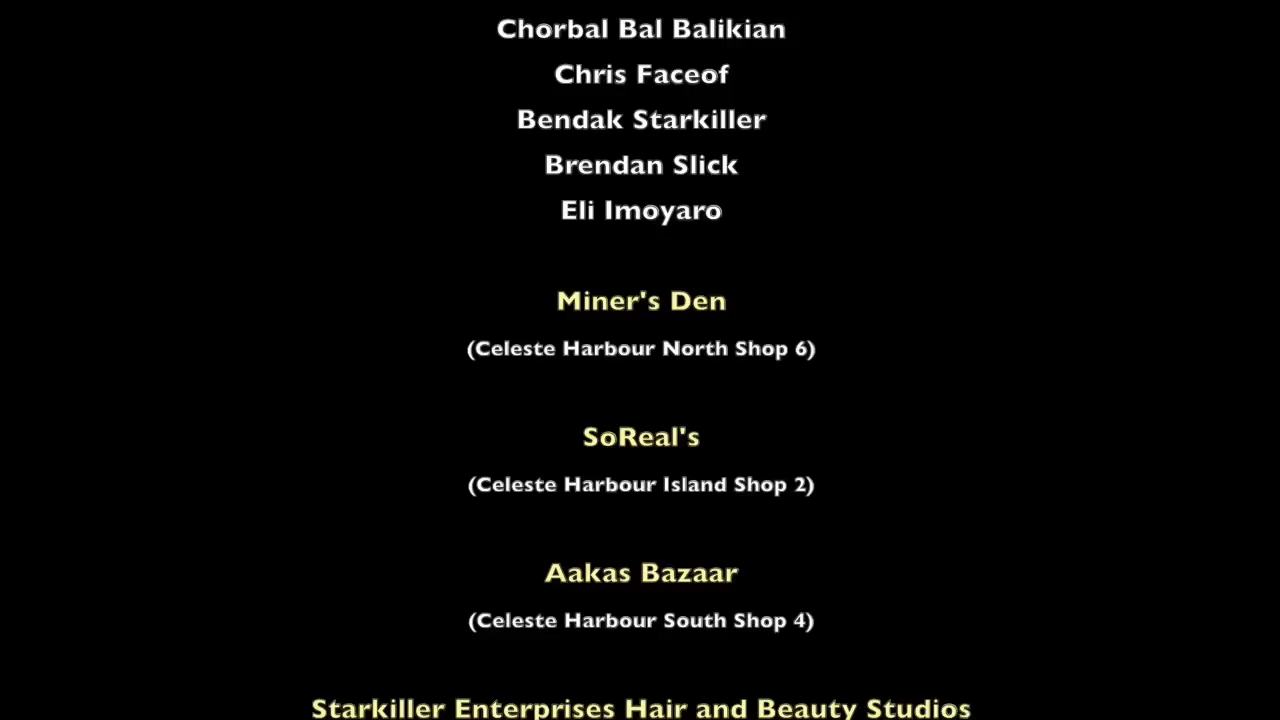 Chorbal Bal Balikian
Chris Faceof
Bendak Starkiller
Brendan Slick
Eli Imoyaro
Miner's Den
(Celeste Harbour North Shop 6)
SoReal's
(Celeste Harbour Island Shop 2)
Aakas Bazaar
(Celeste Harbour South Shop 4)
Starkiller Enterprises Hair and Beauty Studios